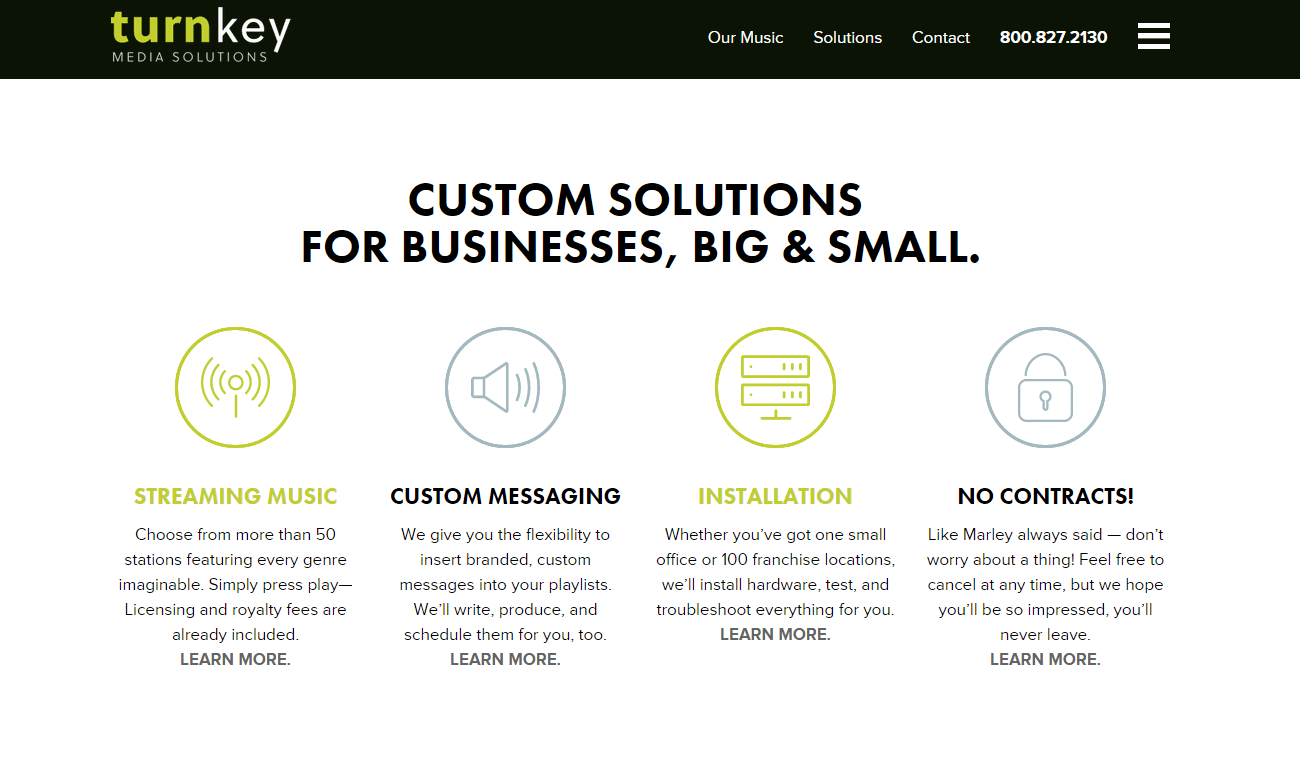 turnkey
MEDIA SOLUTIONS
Our Music
Solutions
Contact
800.827.2130
CUSTOM SOLUTIONS
FOR BUSINESSES, BIG & SMALL.
STREAMING MUSIC
Choose from more than 50
stations featuring every genre
imaginable. Simply press play—
Licensing and royalty fees are
already included.
LEARN MORE.
CUSTOM MESSAGING
We give you the flexibility to
insert branded, custom
messages into your playlists.
We’ll write, produce, and
schedule them for you, too.
LEARN MORE.
INSTALLATION
Whether you’ve got one small
office or 100 franchise locations,
we’ll install hardware, test, and
troubleshoot everything for you.
LEARN MORE.
NO CONTRACTS!
Like Marley always said — don’t
worry about a thing! Feel free to
cancel at any time, but we hope
you’ll be so impressed, you’ll
never leave.
LEARN MORE.